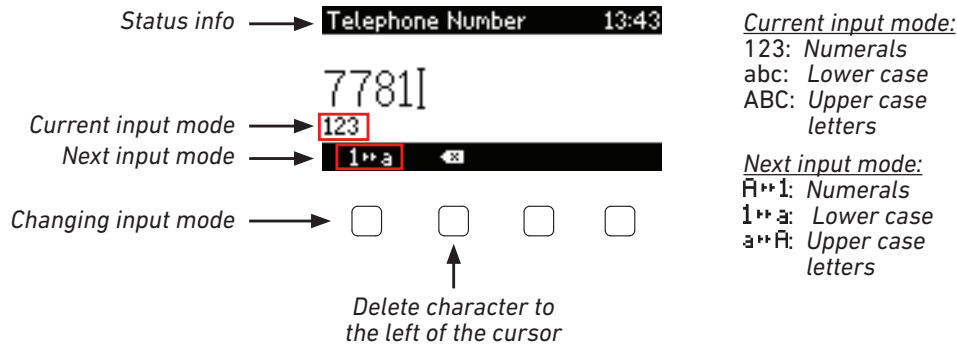 Status info
Telephone Number 13:43
7781
Current input mode
123
Next input mode
1↦a
Changing input mode
Delete character to
the left of the cursor
Current input mode:
123: Numerals
abc: Lower case
ABC: Upper case
letters
Next input mode:
A↦1: Numerals
1↦a: Lower case
a↦A: Upper case
letters